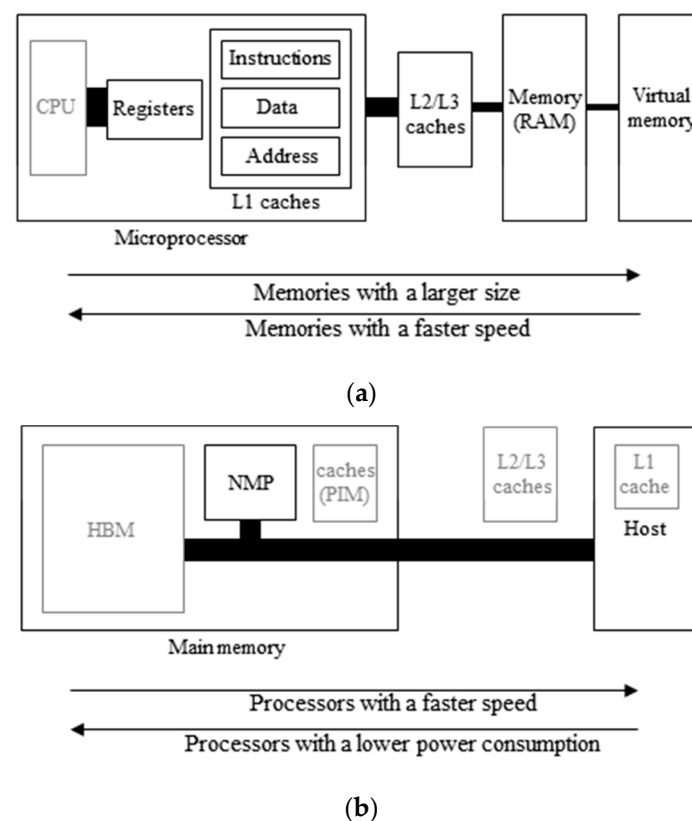 CPU
Registers
Instructions
Data
Address
L1 caches
L2/L3
caches
Memory
(RAM)
Virtual
memory
Microprocessor
Memories with a larger size
Memories with a faster speed
(a)
HBM
NMP
caches
(PIM)
L2/L3
caches
L1
cache
Host
Main memory
Processors with a faster speed
Processors with a lower power consumption
(b)